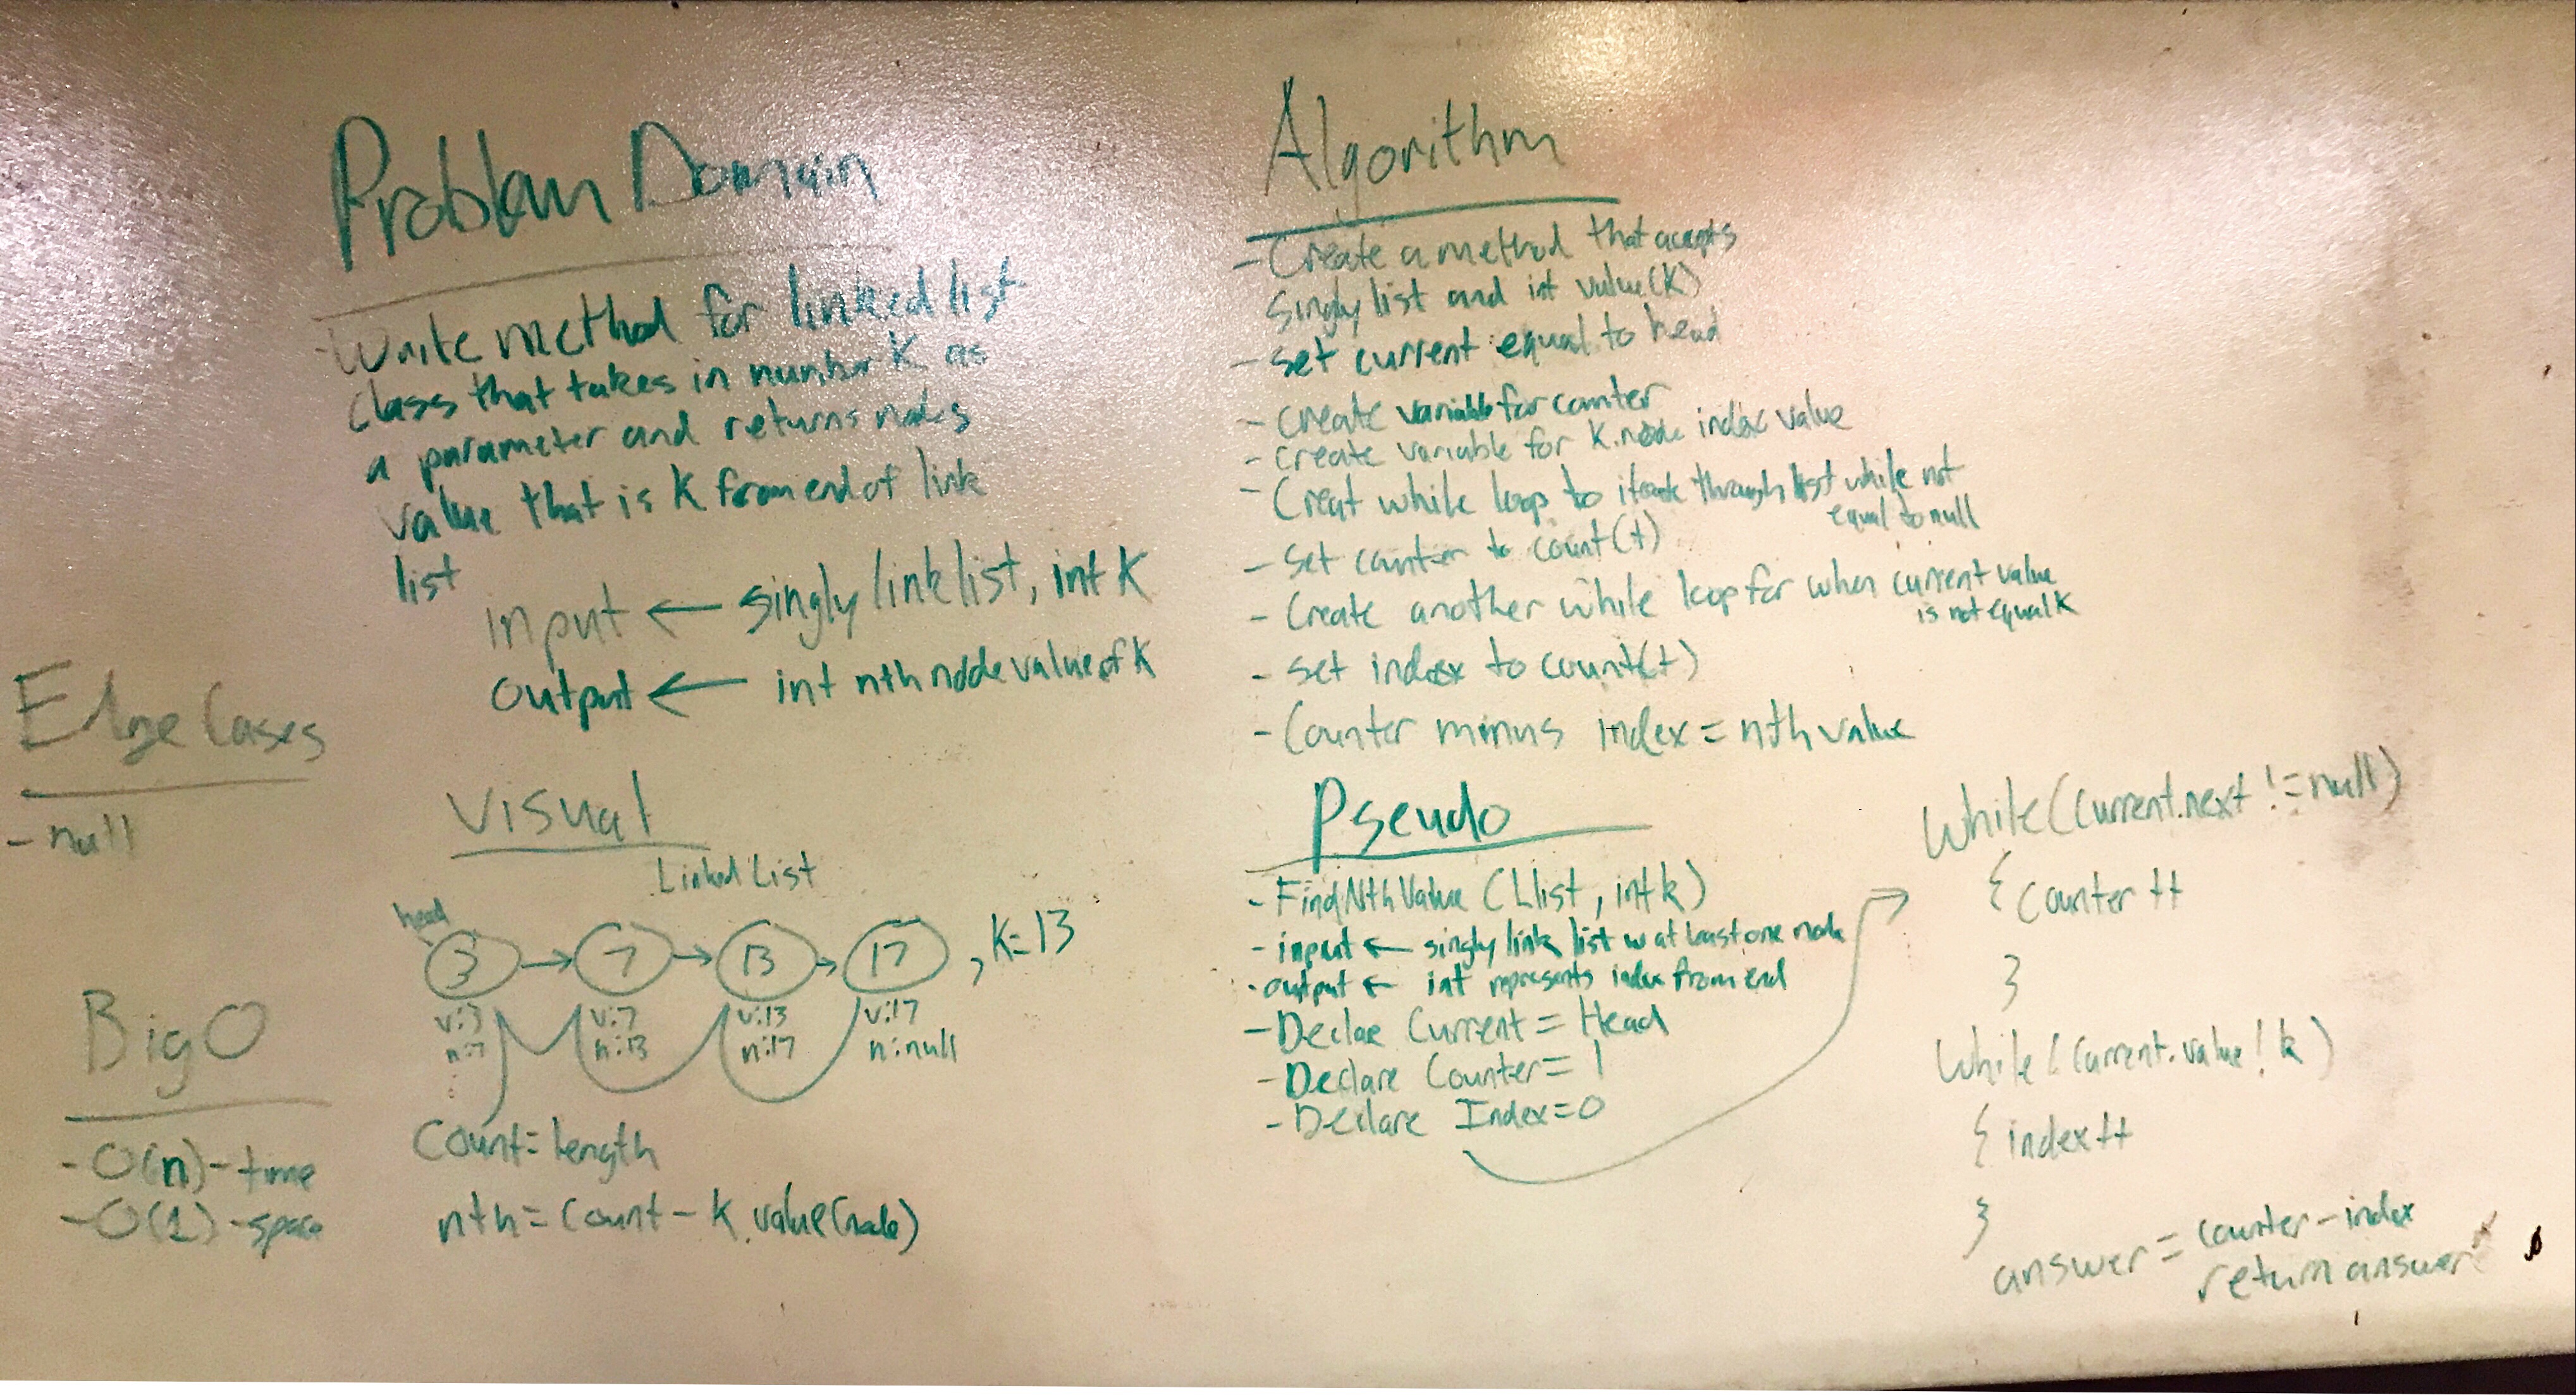 Problem Domain
- Write method for linked list
class that takes in number K as
a parameter and returns nodes
value that is K from end of link
list
input ← singly link list, int K
output ← int nth node value of K
Edge Cases
- null
Big O
- O(n) - time
- O(1) - space
Visual
Linked List
head
3 → 7 → 13 → 17 , K=13
v:3 v:7 v:13 v:17
n:7 n:13 n:17 n:null
Count = length
nth = Count - K.value(node)
Algorithm
- Create a method that accepts
singly list and int value(K)
- set current equal to head
- create variable for counter
- create variable for K.node index value
- Creat while loop to iterate through list while not
equal to null
- set counter to count(t)
- Create another while loop for when current value
is not equal K
- set index to count(t)
- Counter minus index = nth value
Pseudo
- FindNthValue (LList, int k)
- input ← singly link list w at least one node
- output ← int represents index from end
- Declae Current = Head
- Declare Counter = 1
- Declare Index = 0
While (Current.next != null)
{ Counter ++
}
While (Current.value ! k)
{ index ++
}
answer = counter - index
return answer